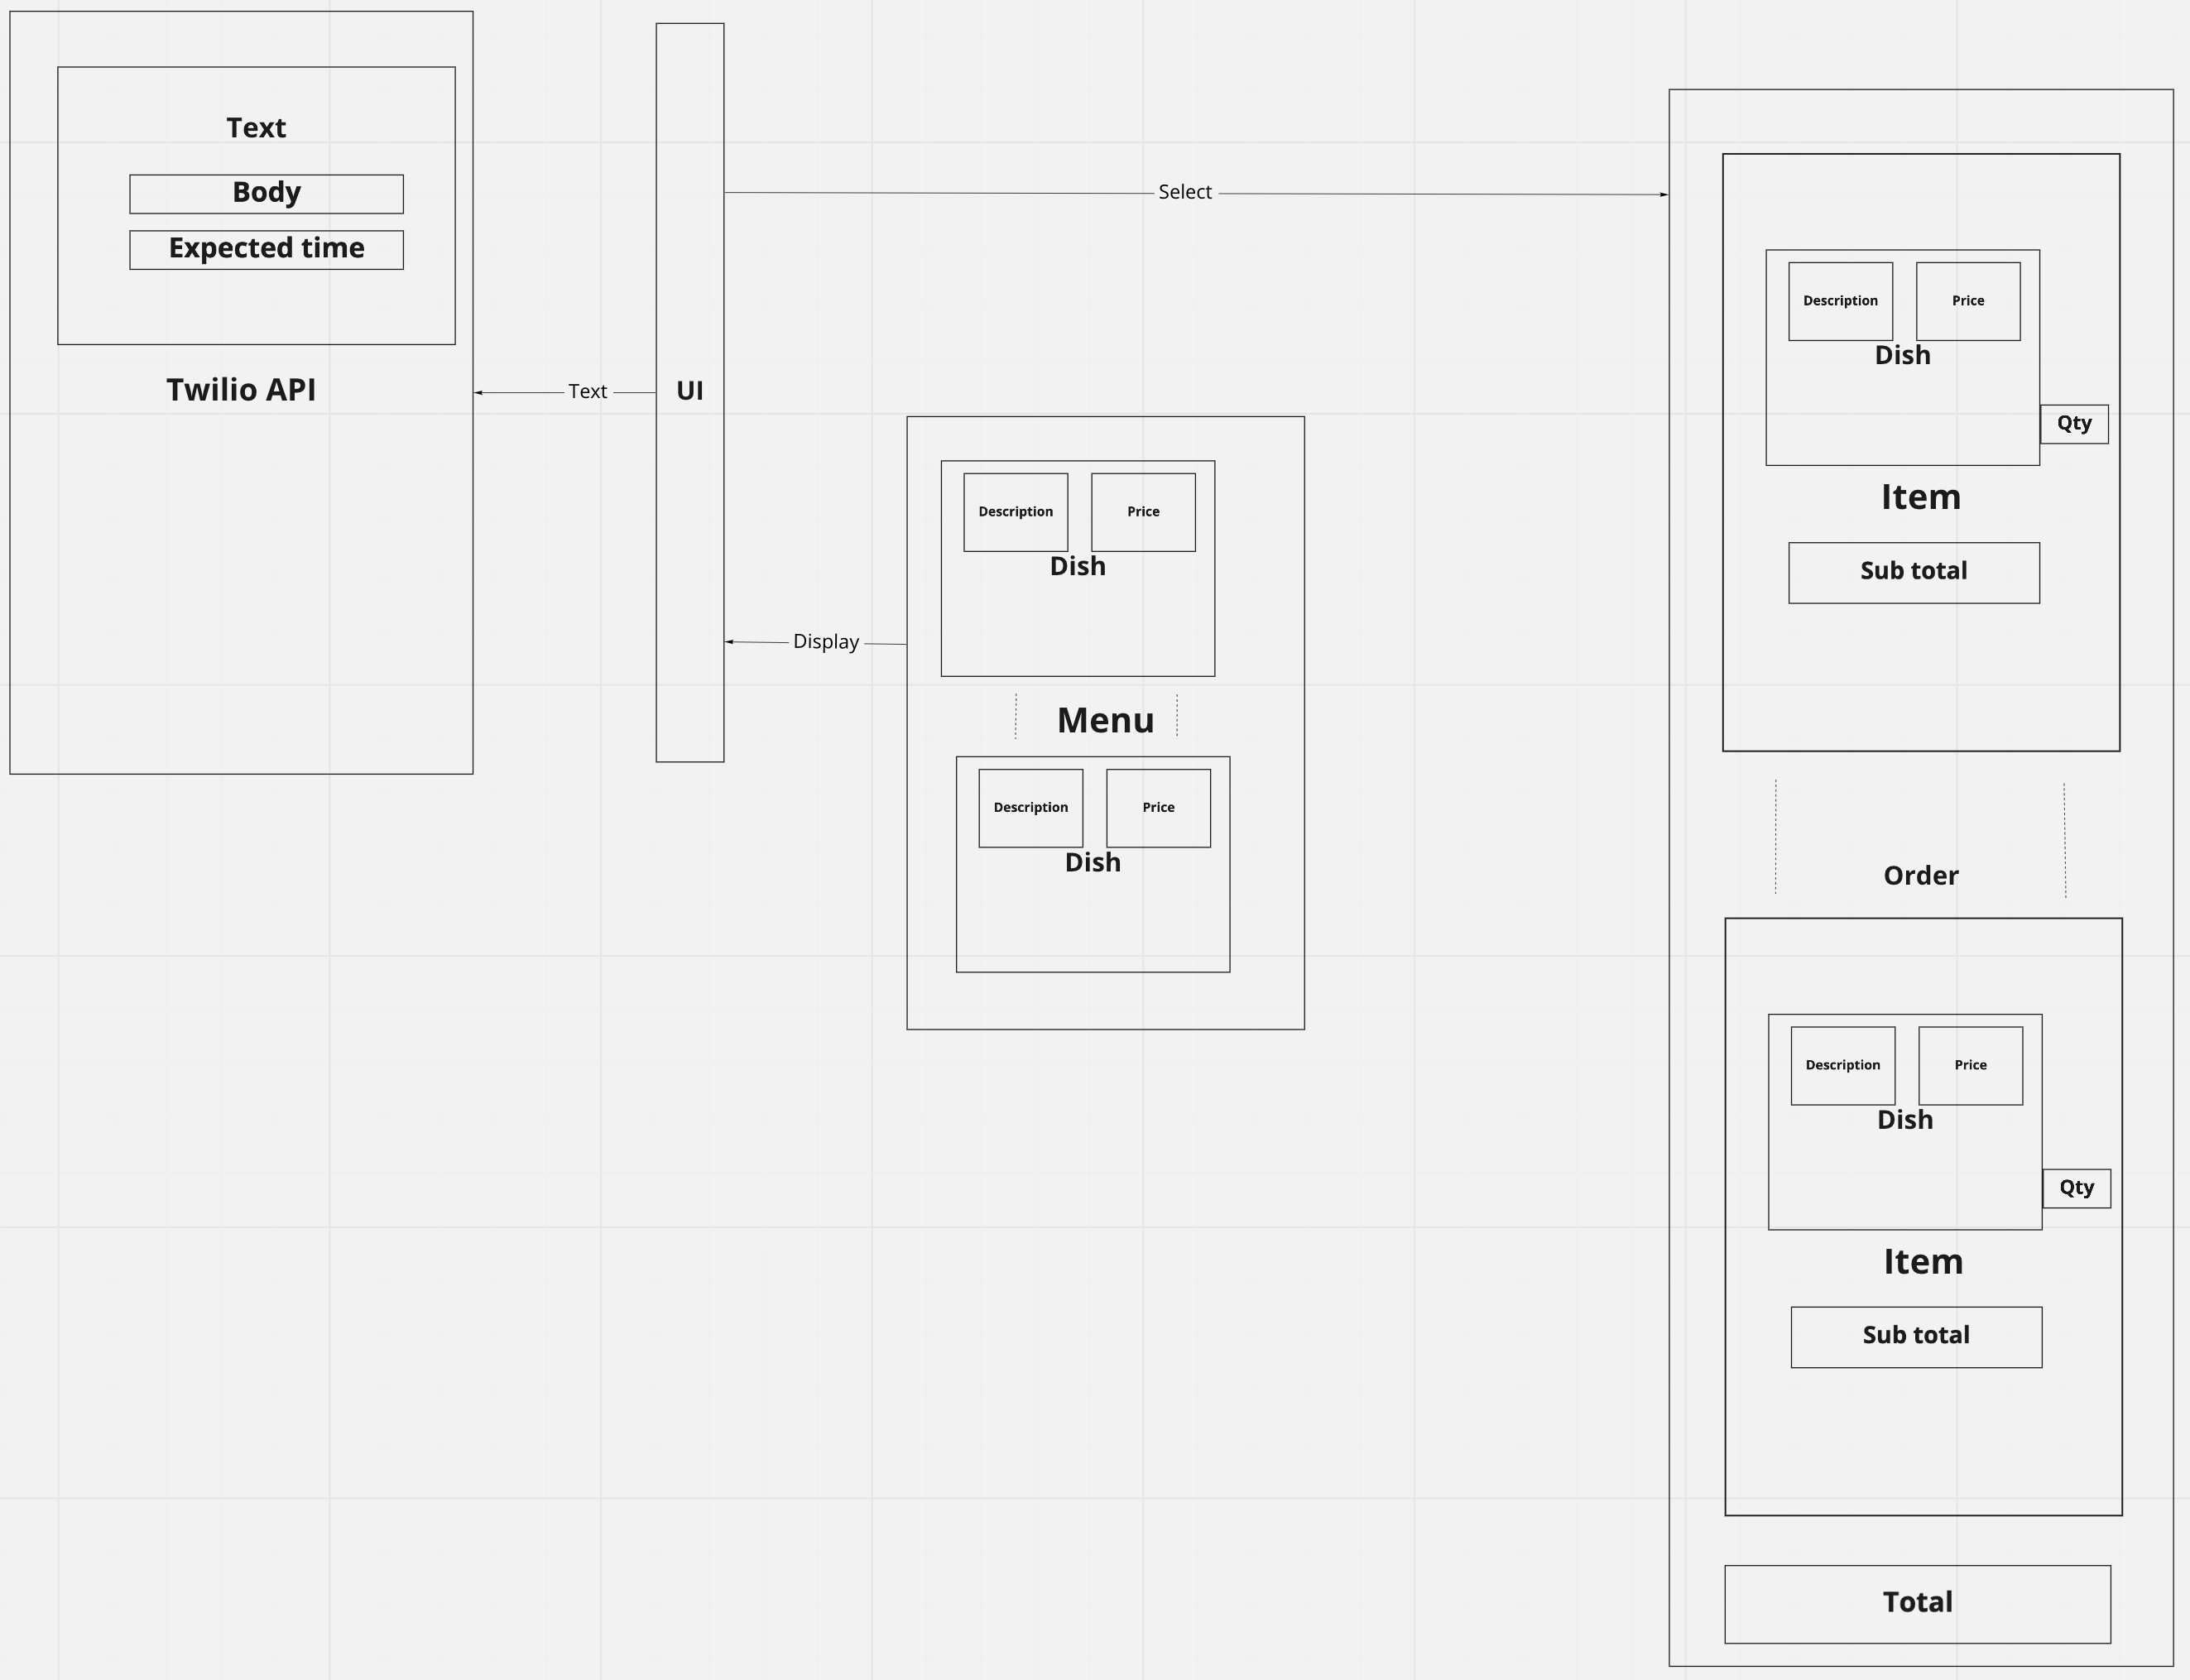 Text
Body
Expected time
Twilio API
Text
UI
Select
Display
Description
Price
Dish
Menu
Description
Price
Dish
Description
Price
Dish
Qty
Item
Sub total
Order
Description
Price
Dish
Qty
Item
Sub total
Total